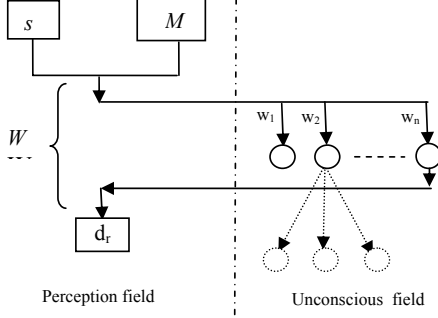 s M
w₁ w₂ wₙ
W
dᵣ
Perception field Unconscious field